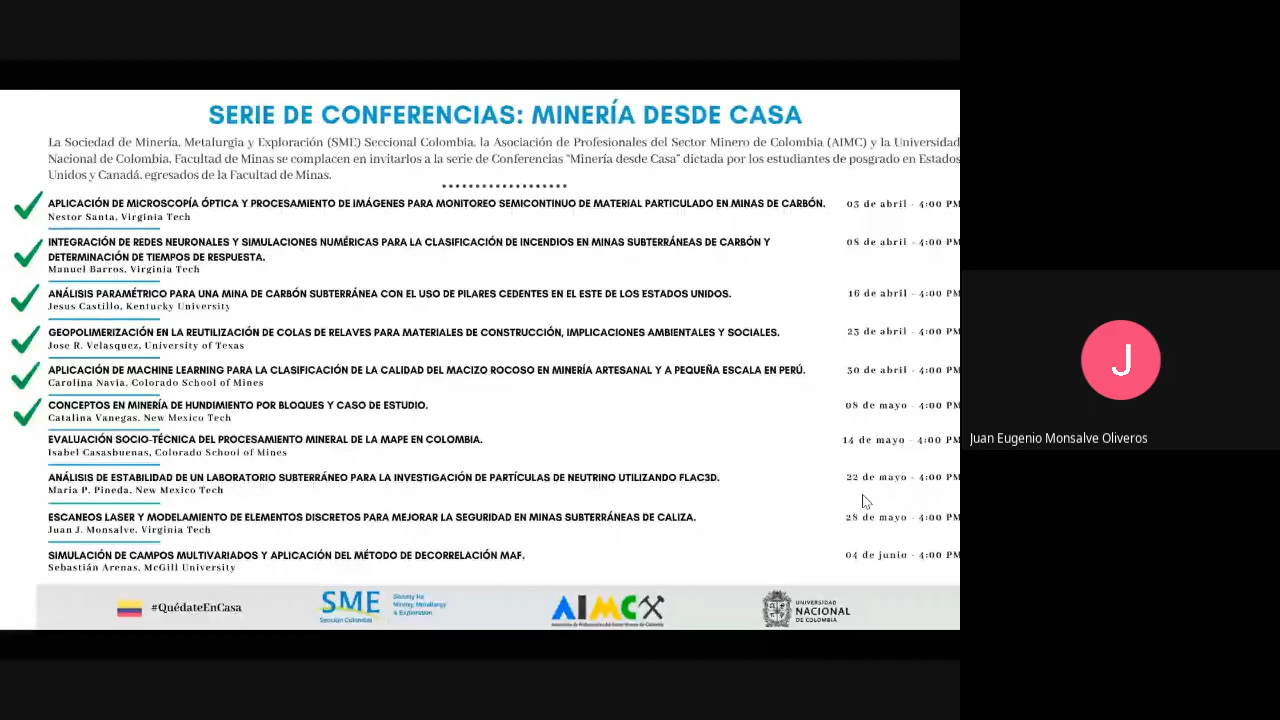 SERIE DE CONFERENCIAS: MINERÍA DESDE CASA
La Sociedad de Minería, Metalurgia y Exploración (SME) Seccional Colombia, la Asociación de Profesionales del Sector Minero de Colombia (AIMC) y la Universidad
Nacional de Colombia, Facultad de Minas se complacen en invitarlos a la serie de Conferencias "Minería desde Casa" dictada por los estudiantes de posgrado en Estados
Unidos y Canadá, egresados de la Facultad de Minas.
APLICACIÓN DE MICROSCOPÍA ÓPTICA Y PROCESAMIENTO DE IMÁGENES PARA MONITOREO SEMICONTINUO DE MATERIAL PARTICULADO EN MINAS DE CARBÓN. 03 de abril - 4:00 PM
Nestor Santa, Virginia Tech
INTEGRACIÓN DE REDES NEURONALES Y SIMULACIONES NUMÉRICAS PARA LA CLASIFICACIÓN DE INCENDIOS EN MINAS SUBTERRÁNEAS DE CARBÓN Y 08 de abril - 4:00 PM
DETERMINACIÓN DE TIEMPOS DE RESPUESTA.
Manuel Barros, Virginia Tech
ANÁLISIS PARAMÉTRICO PARA UNA MINA DE CARBÓN SUBTERRÁNEA CON EL USO DE PILARES CEDENTES EN EL ESTE DE LOS ESTADOS UNIDOS. 16 de abril - 4:00 PM
Jesus Castillo, Kentucky University
GEOPOLIMERIZACIÓN EN LA REUTILIZACIÓN DE COLAS DE RELAVES PARA MATERIALES DE CONSTRUCCIÓN, IMPLICACIONES AMBIENTALES Y SOCIALES. 23 de abril - 4:00 PM
Jose R. Velasquez, University of Texas
APLICACIÓN DE MACHINE LEARNING PARA LA CLASIFICACIÓN DE LA CALIDAD DEL MACIZO ROCOSO EN MINERÍA ARTESANAL Y A PEQUEÑA ESCALA EN PERÚ. 30 de abril - 4:00 PM
Carolina Navia, Colorado School of Mines
CONCEPTOS EN MINERÍA DE HUNDIMIENTO POR BLOQUES Y CASO DE ESTUDIO. 08 de mayo - 4:00 PM
Catalina Vanegas, New Mexico Tech
EVALUACIÓN SOCIO-TÉCNICA DEL PROCESAMIENTO MINERAL DE LA MAPE EN COLOMBIA. 14 de mayo - 4:00 PM
Isabel Casasbuenas, Colorado School of Mines
ANÁLISIS DE ESTABILIDAD DE UN LABORATORIO SUBTERRÁNEO PARA LA INVESTIGACIÓN DE PARTÍCULAS DE NEUTRINO UTILIZANDO FLAC3D. 22 de mayo - 4:00 PM
Maria P. Pineda, New Mexico Tech
ESCANEOS LASER Y MODELAMIENTO DE ELEMENTOS DISCRETOS PARA MEJORAR LA SEGURIDAD EN MINAS SUBTERRÁNEAS DE CALIZA. 28 de mayo - 4:00 PM
Juan J. Monsalve, Virginia Tech
SIMULACIÓN DE CAMPOS MULTIVARIADOS Y APLICACIÓN DEL MÉTODO DE DECORRELACIÓN MAF. 04 de junio - 4:00 PM
Sebastián Arenas, McGill University
#QuédateEnCasa
SME
Sección Colombia
Society for
Mining, Metallurgy
& Exploration
AIMC
Asociación de Profesionales del Sector Minero de Colombia
UNIVERSIDAD
NACIONAL
DE COLOMBIA
J
Juan Eugenio Monsalve Oliveros